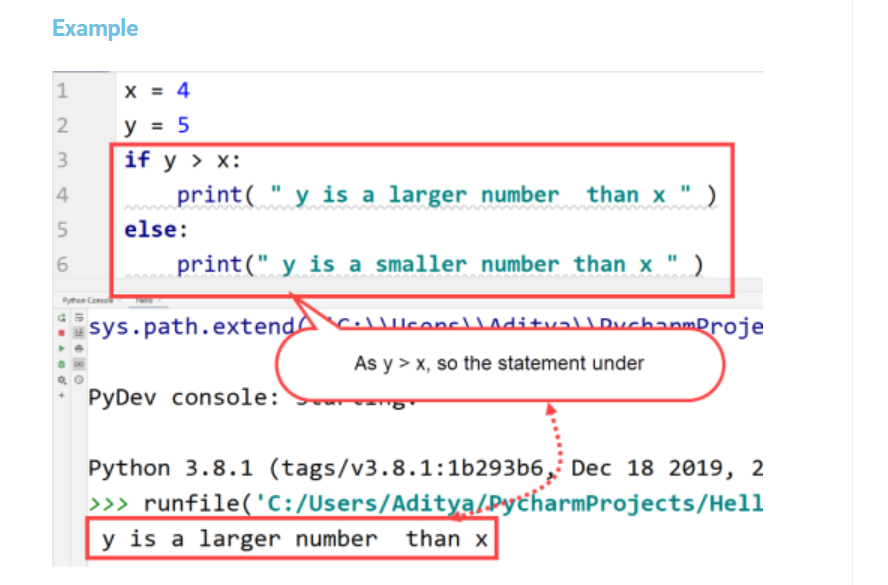 Example
1 x = 4
2 y = 5
3 if y > x:
4 print( " y is a larger number  than x " )
5 else:
6 print(" y is a smaller number than x " )
Python Console
Hello
sys.path.extend(['C:\\Users\\Aditya\\PycharmProje
As y > x, so the statement under
PyDev console: starting.
Python 3.8.1 (tags/v3.8.1:1b293b6, Dec 18 2019, 2
>>> runfile('C:/Users/Aditya/PycharmProjects/Hell
y is a larger number  than x